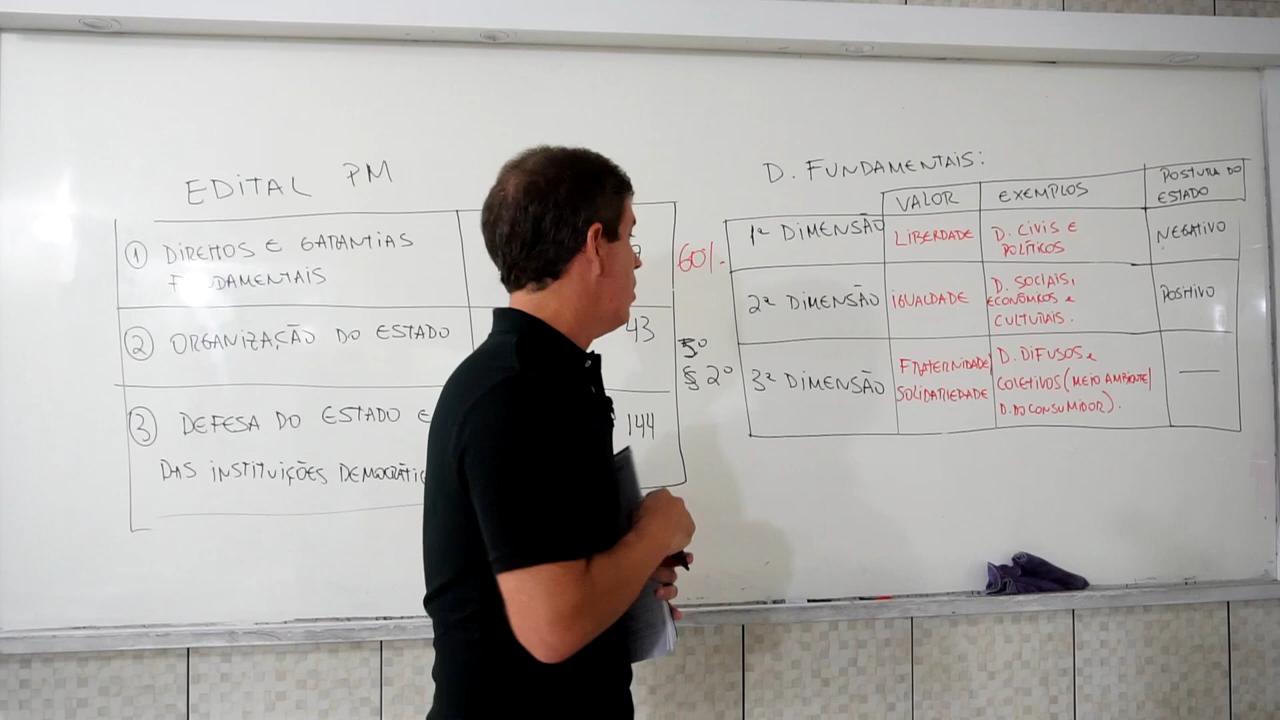 EDITAL PM
① DIREITOS E GARANTIAS
FUNDAMENTAIS
60%
② ORGANIZAÇÃO DO ESTADO
43
5º
§ 2º
③ DEFESA DO ESTADO E
DAS INSTITUIÇÕES
144
D. FUNDAMENTAIS:
VALOR
EXEMPLOS
POSTURA DO
ESTADO
1ª DIMENSÃO
LIBERDADE
D. CIVIS E
POLÍTICOS
NEGATIVO
2ª DIMENSÃO
IGUALDADE
D. SOCIAIS,
ECONÔMICOS e
CULTURAIS.
POSITIVO
3ª DIMENSÃO
FRATERNIDADE/
SOLIDARIEDADE
D. DIFUSOS e
COLETIVOS (MEIO AMBIENTE/
D. DO CONSUMIDOR).
—